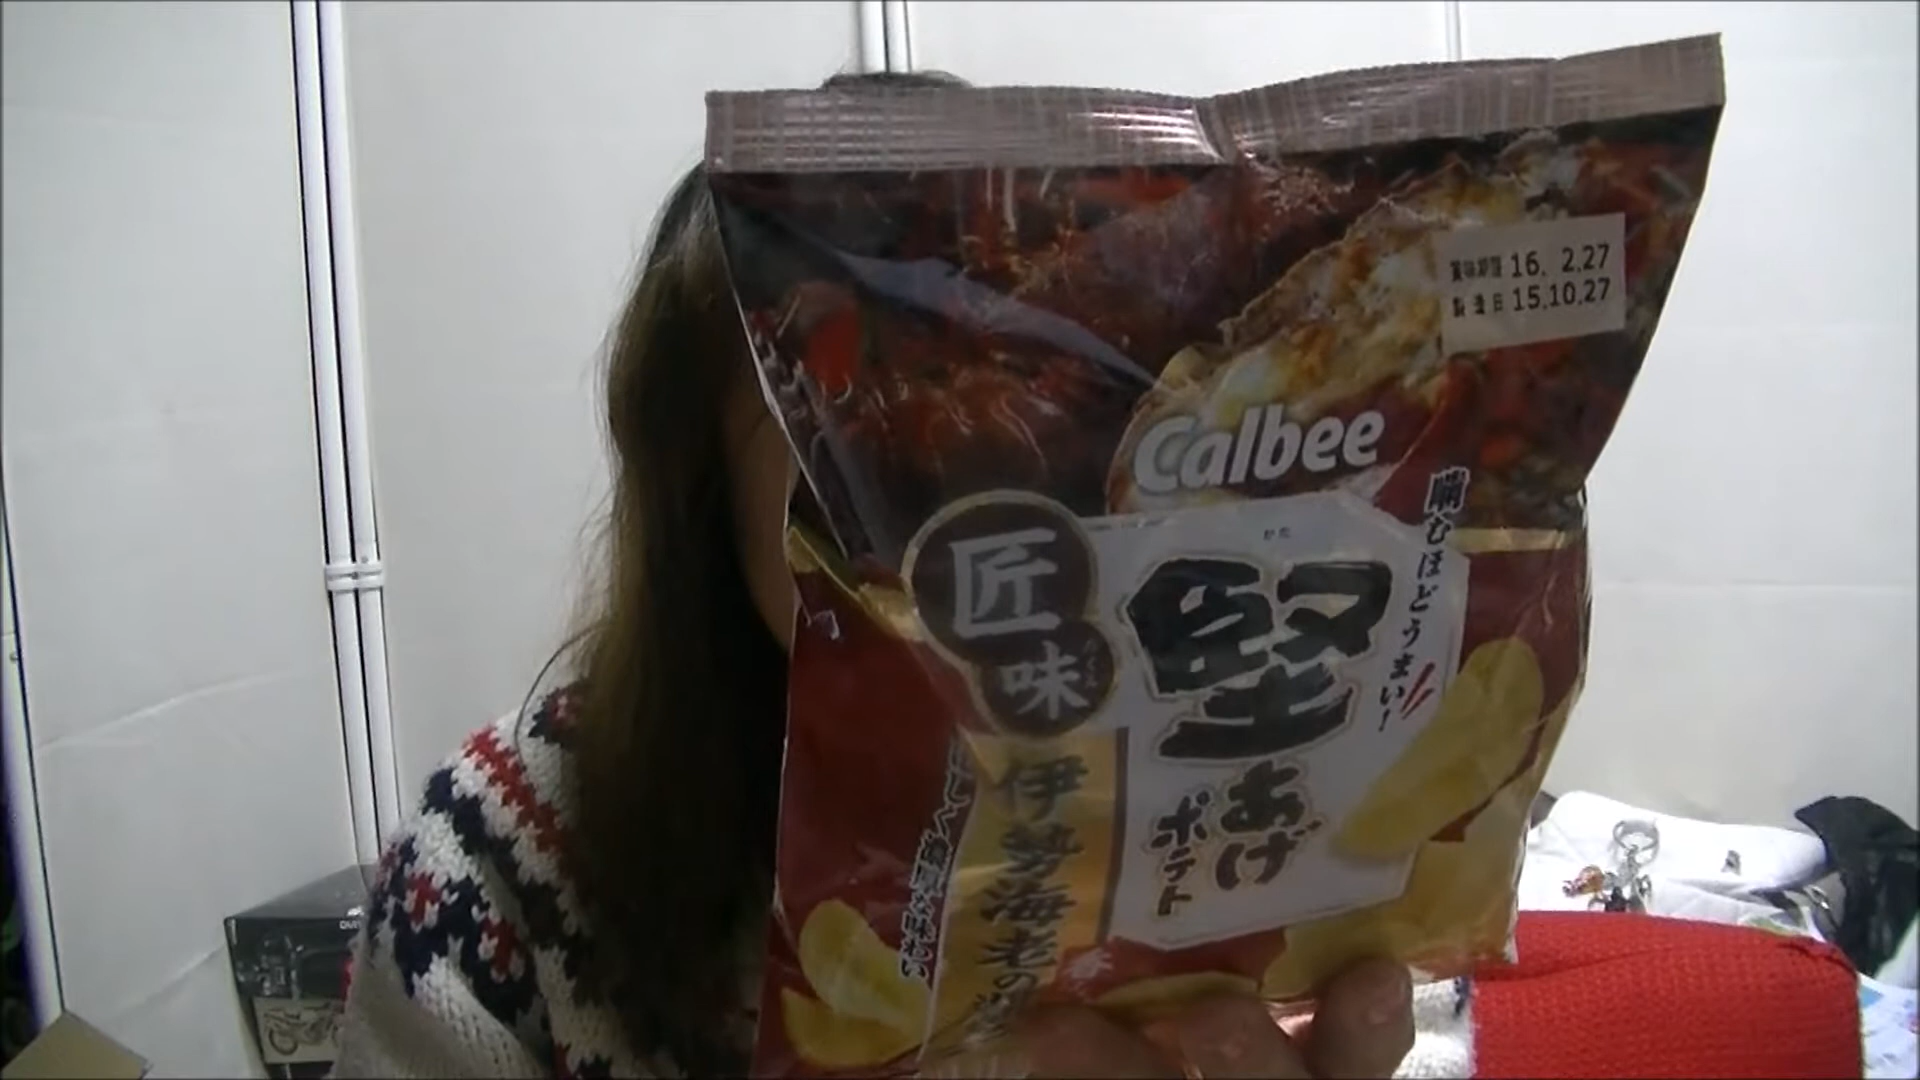 賞味期限 16. 2.27
製造日 15.10.27
Calbee
噛むほどうまい!
かた
堅あげ
ポテト
匠
味
伊勢海老の